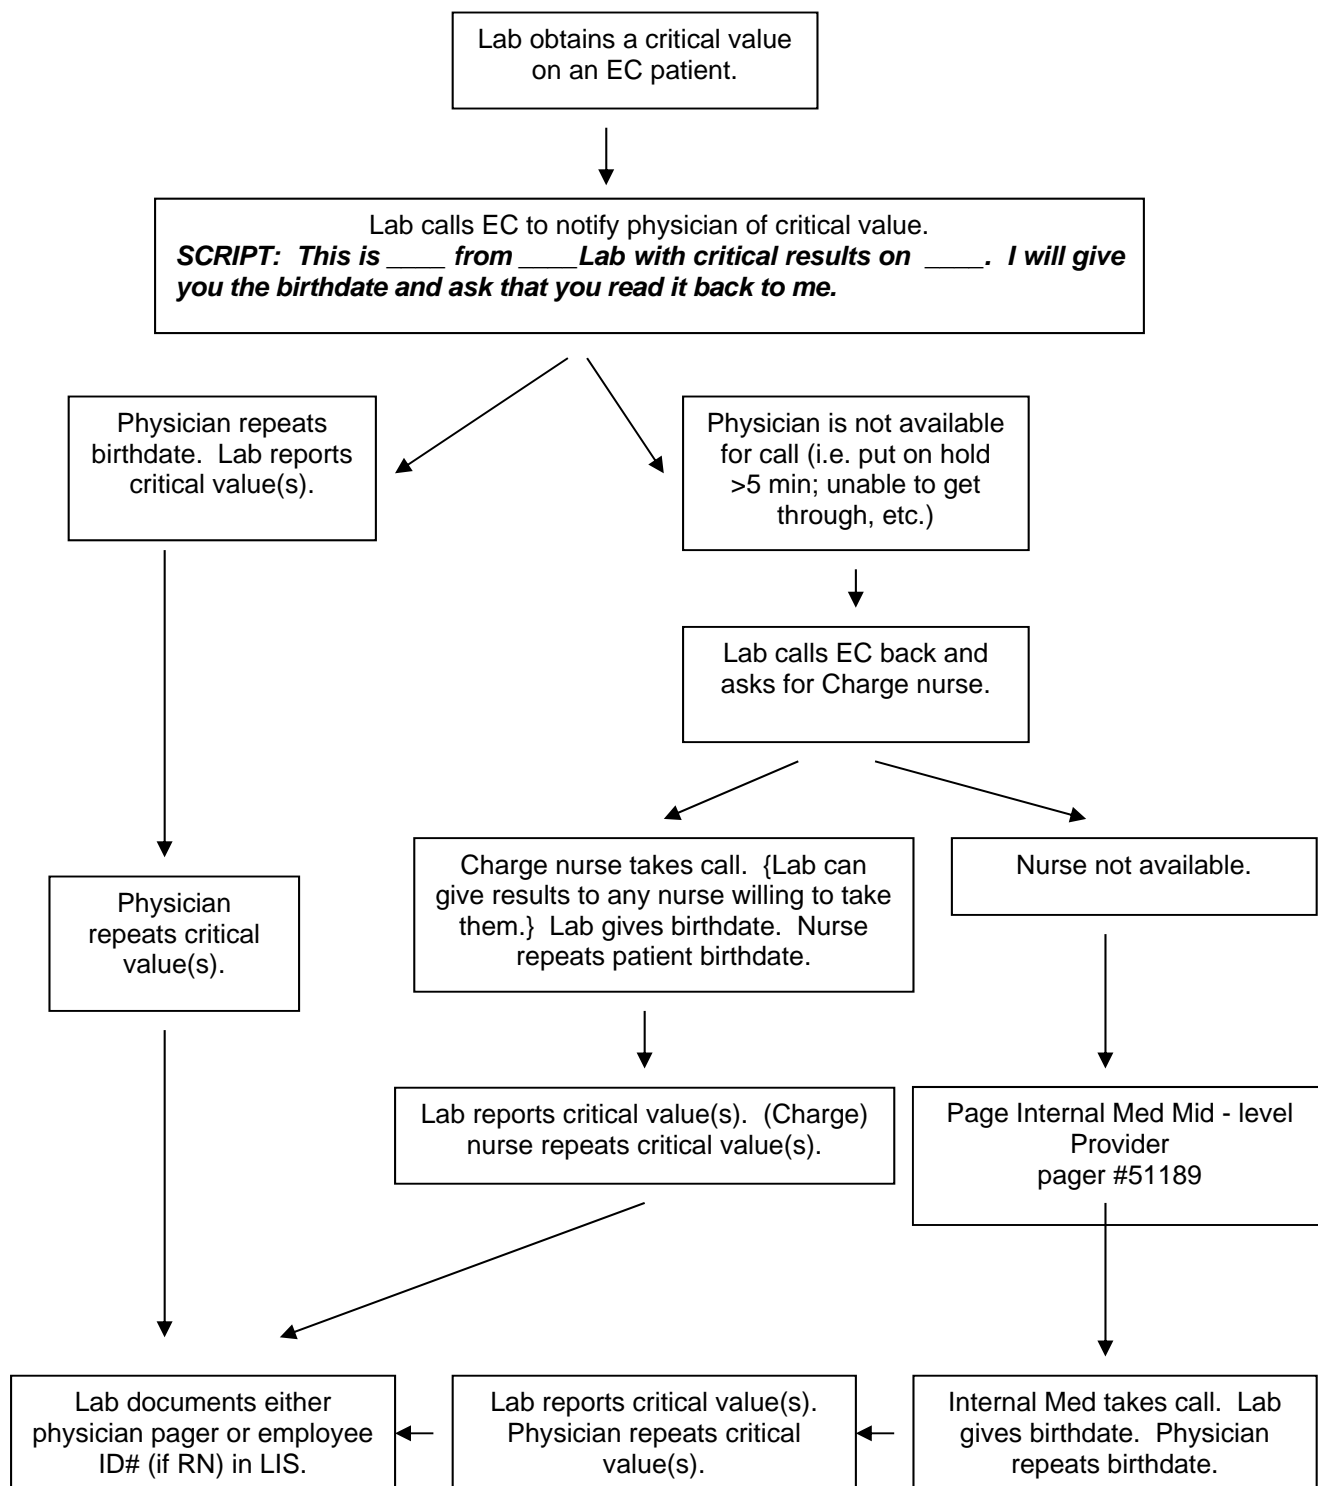 Lab obtains a critical value
on an EC patient.
Lab calls EC to notify physician of critical value.
SCRIPT:  This is ____ from ____Lab with critical results on  ____.  I will give
you the birthdate and ask that you read it back to me.
Physician repeats
birthdate.  Lab reports
critical value(s).
Physician is not available
for call (i.e. put on hold
>5 min; unable to get
through, etc.)
Lab calls EC back and
asks for Charge nurse.
Charge nurse takes call.  {Lab can
give results to any nurse willing to take
them.}  Lab gives birthdate.  Nurse
repeats patient birthdate.
Nurse not available.
Physician
repeats critical
value(s).
Lab reports critical value(s).  (Charge)
nurse repeats critical value(s).
Page Internal Med Mid - level
Provider
pager #51189
Lab documents either
physician pager or employee
ID# (if RN) in LIS.
Lab reports critical value(s).
Physician repeats critical
value(s).
Internal Med takes call.  Lab
gives birthdate.  Physician
repeats birthdate.